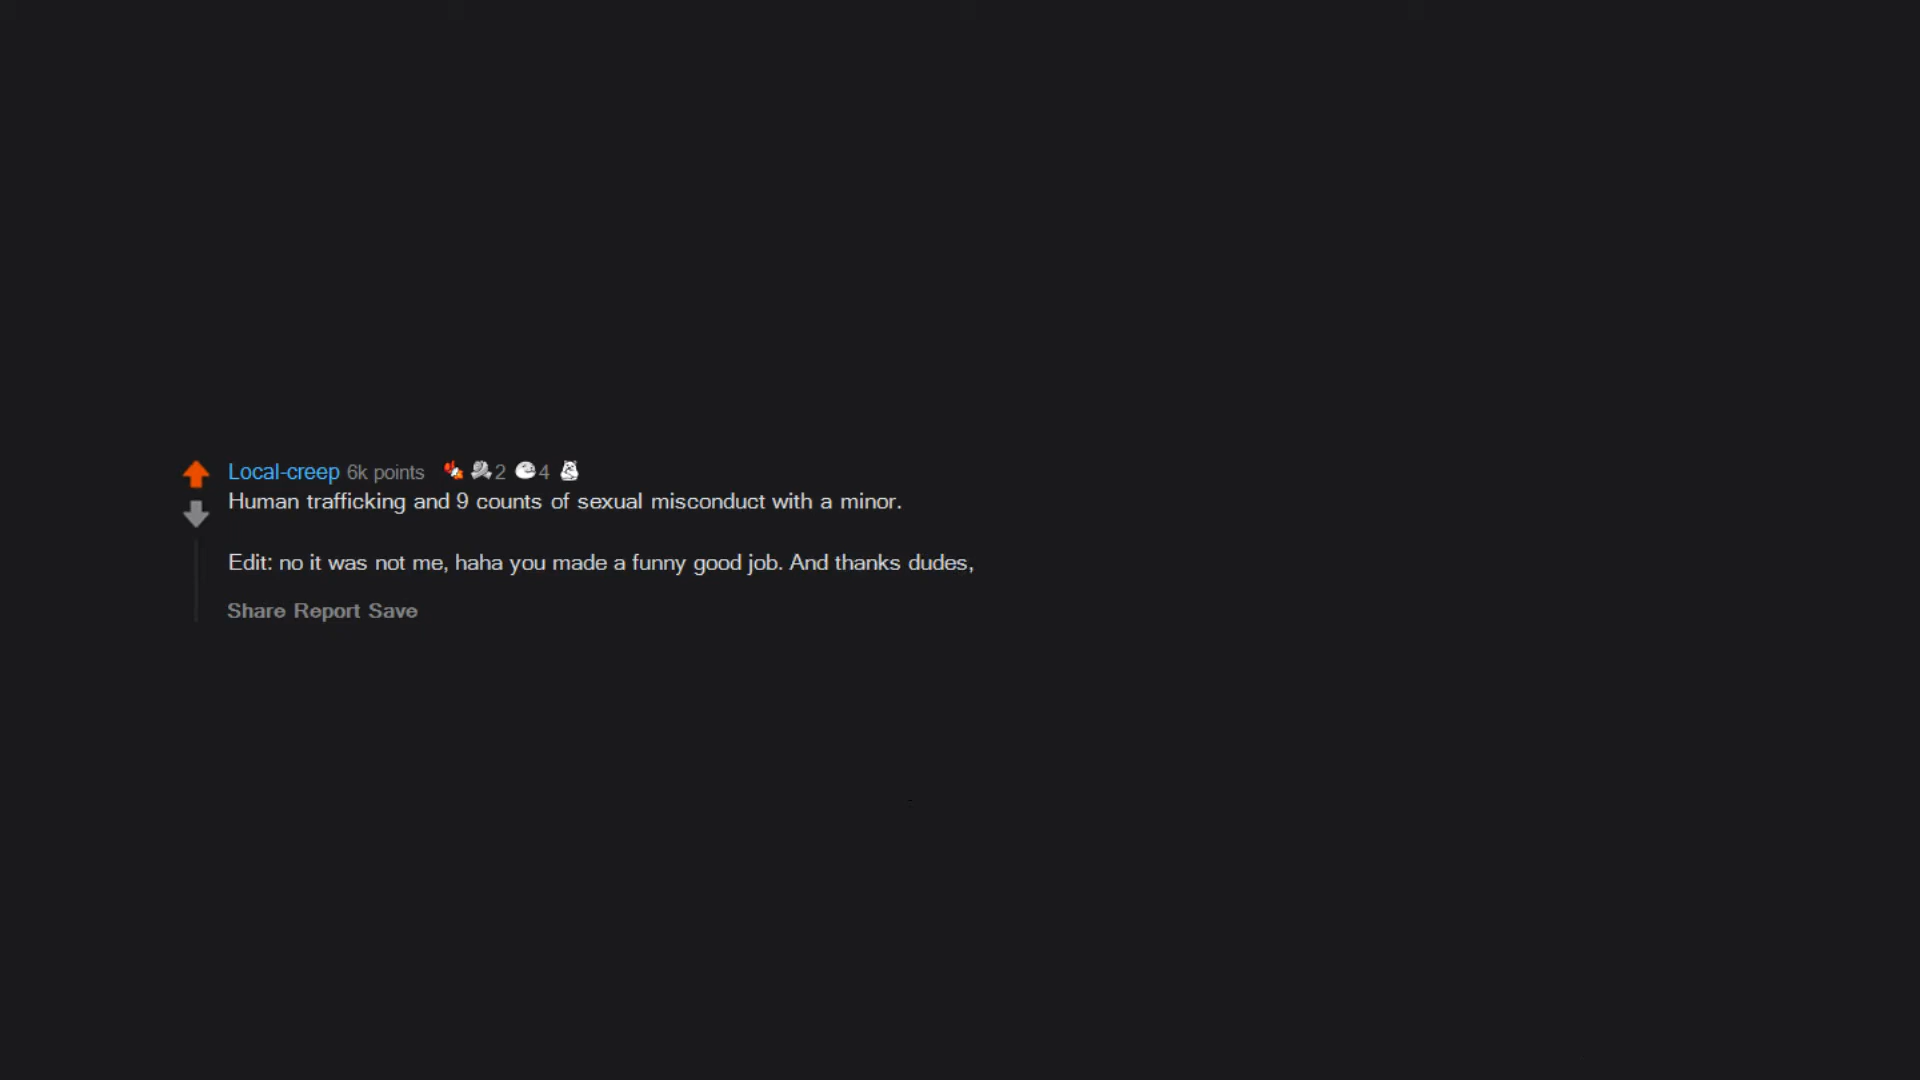 Local-creep 6k points 2 4
Human trafficking and 9 counts of sexual misconduct with a minor.
Edit: no it was not me, haha you made a funny good job. And thanks dudes,
Share Report Save